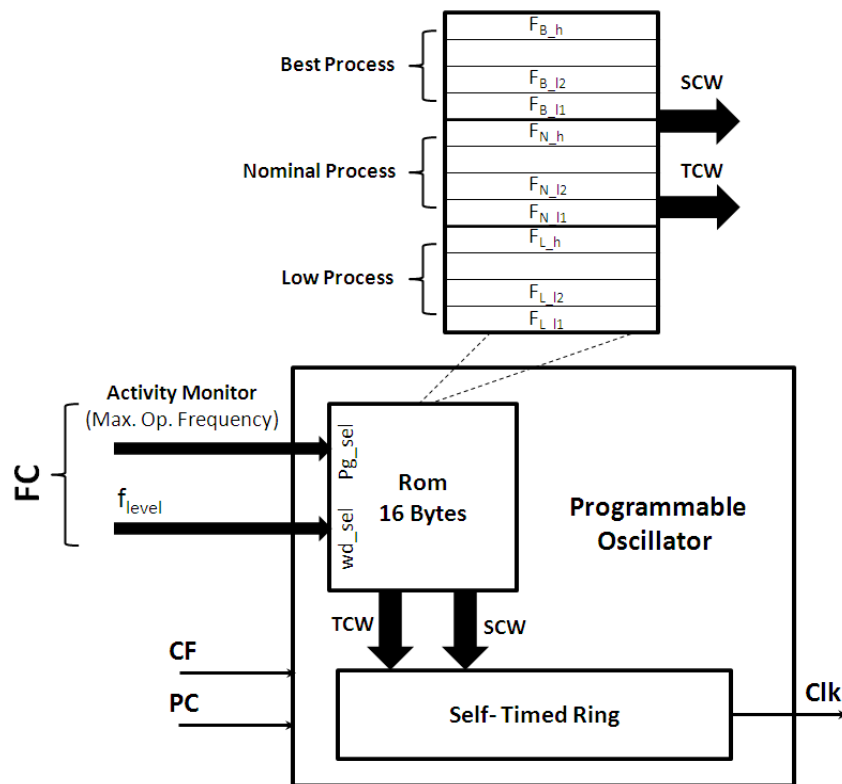 F_B_h
Best Process
F_B_l2
SCW
F_B_l1
F_N_h
Nominal Process
TCW
F_N_l2
F_N_l1
F_L_h
Low Process
F_L_l2
F_L_l1
Activity Monitor
(Max. Op. Frequency)
FC
f_level
Pg_sel
wd_sel
Rom
16 Bytes
Programmable
Oscillator
TCW
SCW
CF
PC
Self- Timed Ring
Clk